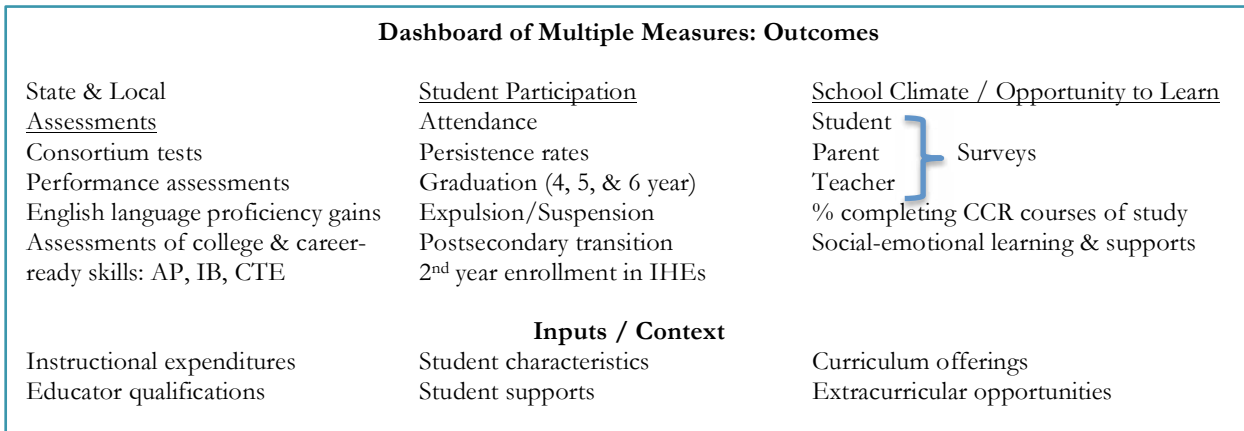 Dashboard of Multiple Measures: Outcomes
State & Local
Assessments
Consortium tests
Performance assessments
English language proficiency gains
Assessments of college & career-
ready skills: AP, IB, CTE
Student Participation
Attendance
Persistence rates
Graduation (4, 5, & 6 year)
Expulsion/Suspension
Postsecondary transition
2nd year enrollment in IHEs
School Climate / Opportunity to Learn
Student
Parent
Teacher
Surveys
% completing CCR courses of study
Social-emotional learning & supports
Inputs / Context
Instructional expenditures
Educator qualifications
Student characteristics
Student supports
Curriculum offerings
Extracurricular opportunities